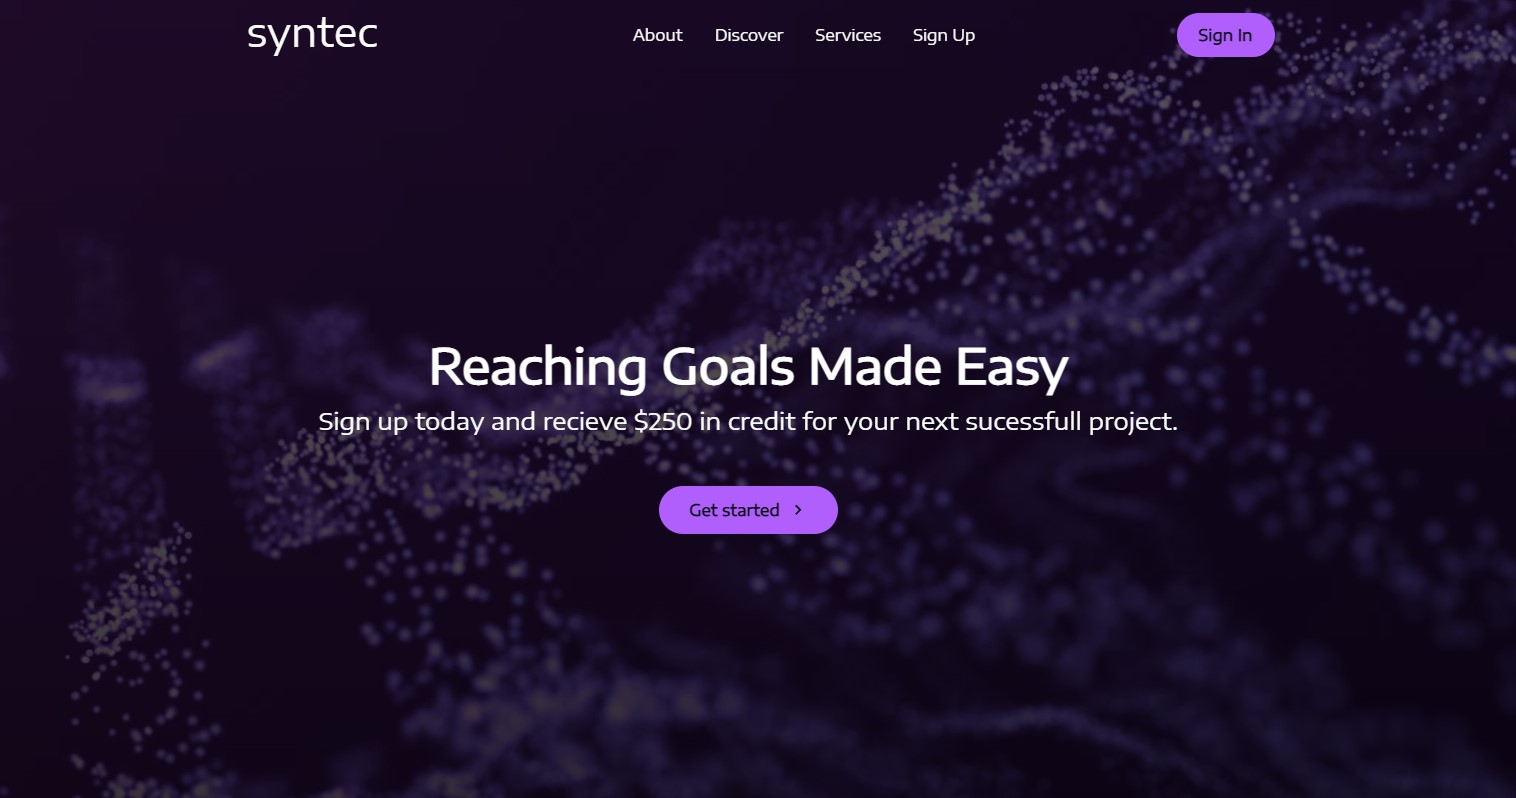 syntec
About Discover Services Sign Up
Sign In
Reaching Goals Made Easy
Sign up today and recieve $250 in credit for your next sucessfull project.
Get started